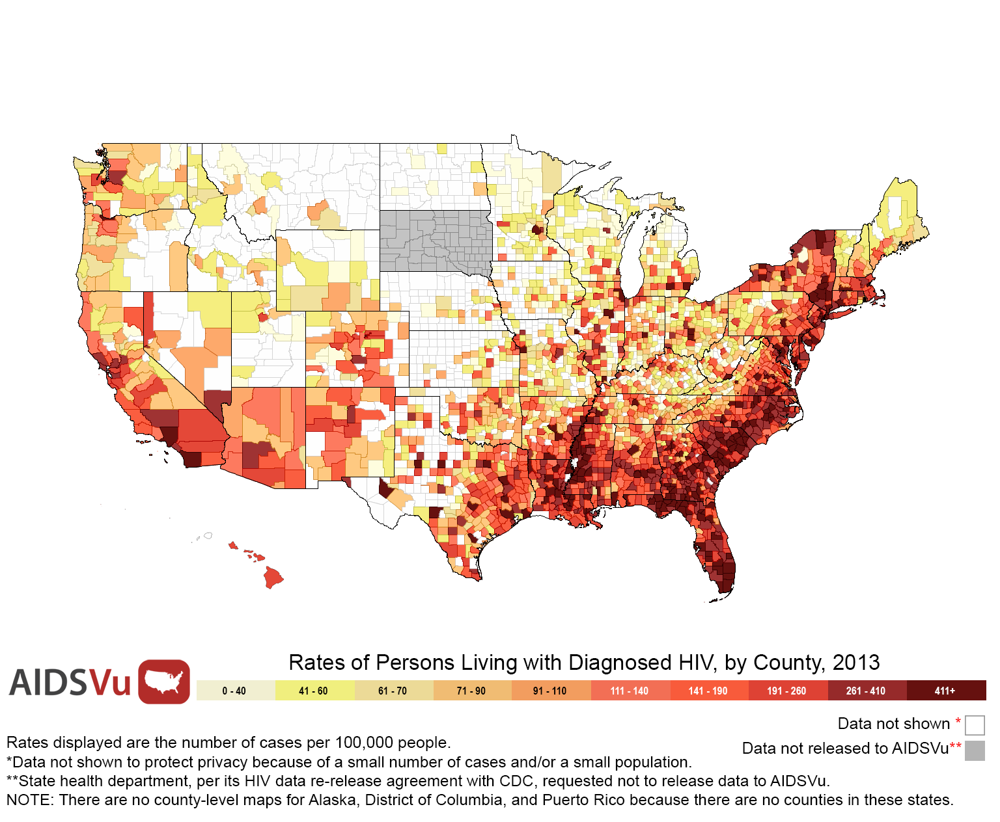 Rates of Persons Living with Diagnosed HIV, by County, 2013
AIDSVu
0 - 40 41 - 60 61 - 70 71 - 90 91 - 110 111 - 140 141 - 190 191 - 260 261 - 410 411+
Data not shown *
Data not released to AIDSVu**
Rates displayed are the number of cases per 100,000 people.
*Data not shown to protect privacy because of a small number of cases and/or a small population.
**State health department, per its HIV data re-release agreement with CDC, requested not to release data to AIDSVu.
NOTE: There are no county-level maps for Alaska, District of Columbia, and Puerto Rico because there are no counties in these states.